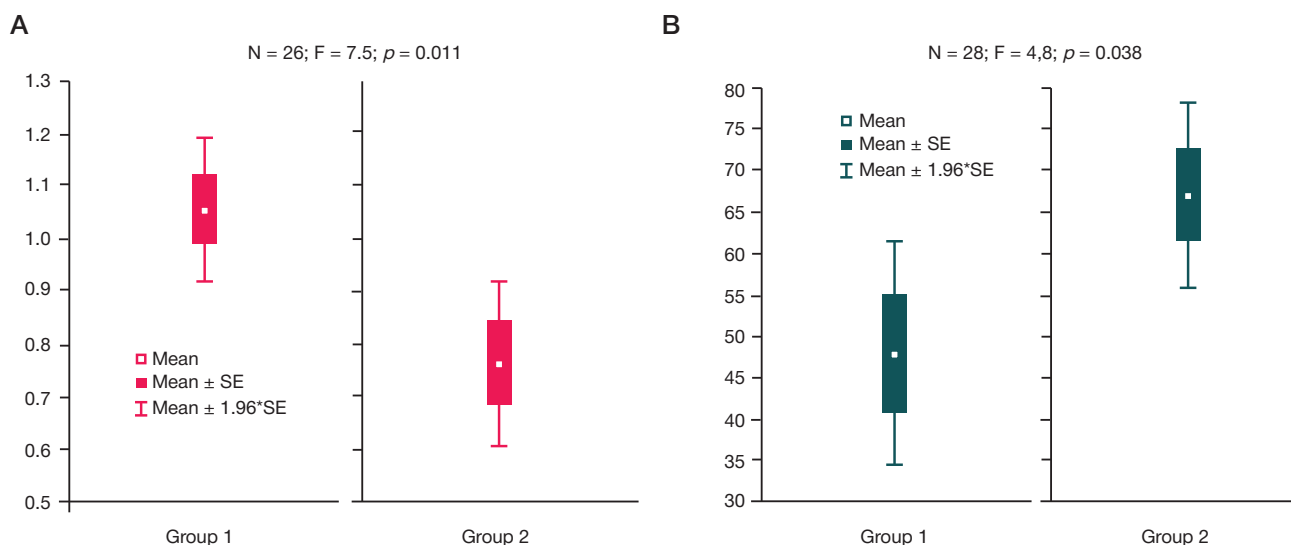 A
N = 26; F = 7.5; p = 0.011
1.3
1.2
1.1
1.0
0.9
0.8
0.7
0.6
0.5
Mean
Mean ± SE
Mean ± 1.96*SE
Group 1
Group 2
B
N = 28; F = 4,8; p = 0.038
80
75
70
65
60
55
50
45
40
35
30
Mean
Mean ± SE
Mean ± 1.96*SE
Group 1
Group 2